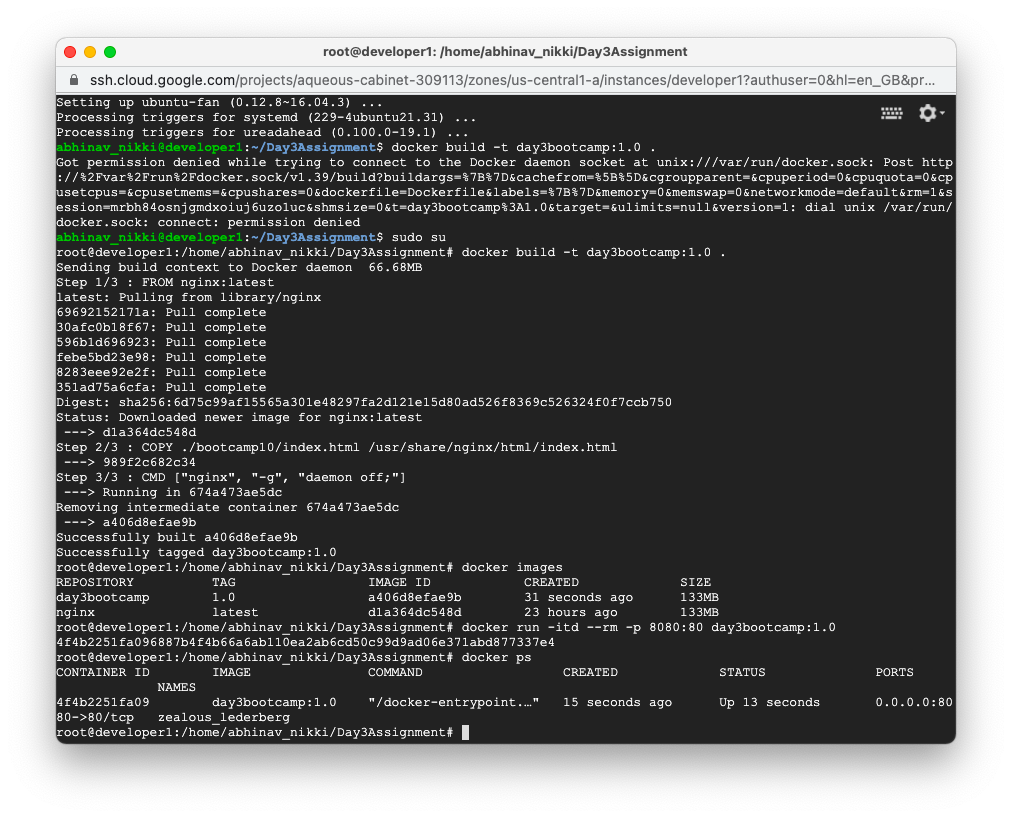 root@developer1: /home/abhinav_nikki/Day3Assignment
ssh.cloud.google.com/projects/aqueous-cabinet-309113/zones/us-central1-a/instances/developer1?authuser=0&hl=en_GB&pr...
Setting up ubuntu-fan (0.12.8~16.04.3) ...
Processing triggers for systemd (229-4ubuntu21.31) ...
Processing triggers for ureadahead (0.100.0-19.1) ...
abhinav_nikki@developer1:~/Day3Assignment$ docker build -t day3bootcamp:1.0 .
Got permission denied while trying to connect to the Docker daemon socket at unix:///var/run/docker.sock: Post http
://%2Fvar%2Frun%2Fdocker.sock/v1.39/build?buildargs=%7B%7D&cachefrom=%5B%5D&cgroupparent=&cpuperiod=0&cpuquota=0&cp
usetcpus=&cpusetmems=&cpushares=0&dockerfile=Dockerfile&labels=%7B%7D&memory=0&memswap=0&networkmode=default&rm=1&s
ession=mrbh84osnjgmdxoiuj6uzo1uc&shmsize=0&t=day3bootcamp%3A1.0&target=&ulimits=null&version=1: dial unix /var/run/
docker.sock: connect: permission denied
abhinav_nikki@developer1:~/Day3Assignment$ sudo su
root@developer1:/home/abhinav_nikki/Day3Assignment# docker build -t day3bootcamp:1.0 .
Sending build context to Docker daemon  66.68MB
Step 1/3 : FROM nginx:latest
latest: Pulling from library/nginx
69692152171a: Pull complete
30afc0b18f67: Pull complete
596b1d696923: Pull complete
febe5bd23e98: Pull complete
8283eee92e2f: Pull complete
351ad75a6cfa: Pull complete
Digest: sha256:6d75c99af15565a301e48297fa2d121e15d80ad526f8369c526324f0f7ccb750
Status: Downloaded newer image for nginx:latest
 ---> d1a364dc548d
Step 2/3 : COPY ./bootcamp10/index.html /usr/share/nginx/html/index.html
 ---> 989f2c682c34
Step 3/3 : CMD ["nginx", "-g", "daemon off;"]
 ---> Running in 674a473ae5dc
Removing intermediate container 674a473ae5dc
 ---> a406d8efae9b
Successfully built a406d8efae9b
Successfully tagged day3bootcamp:1.0
root@developer1:/home/abhinav_nikki/Day3Assignment# docker images
REPOSITORY          TAG                 IMAGE ID            CREATED             SIZE
day3bootcamp        1.0                 a406d8efae9b        31 seconds ago      133MB
nginx               latest              d1a364dc548d        23 hours ago        133MB
root@developer1:/home/abhinav_nikki/Day3Assignment# docker run -itd --rm -p 8080:80 day3bootcamp:1.0
4f4b2251fa096887b4f4b66a6ab110ea2ab6cd50c99d9ad06e371abd877337e4
root@developer1:/home/abhinav_nikki/Day3Assignment# docker ps
CONTAINER ID        IMAGE               COMMAND                  CREATED             STATUS              PORTS
             NAMES
4f4b2251fa09        day3bootcamp:1.0    "/docker-entrypoint.…"   15 seconds ago      Up 13 seconds       0.0.0.0:80
80->80/tcp   zealous_lederberg
root@developer1:/home/abhinav_nikki/Day3Assignment#